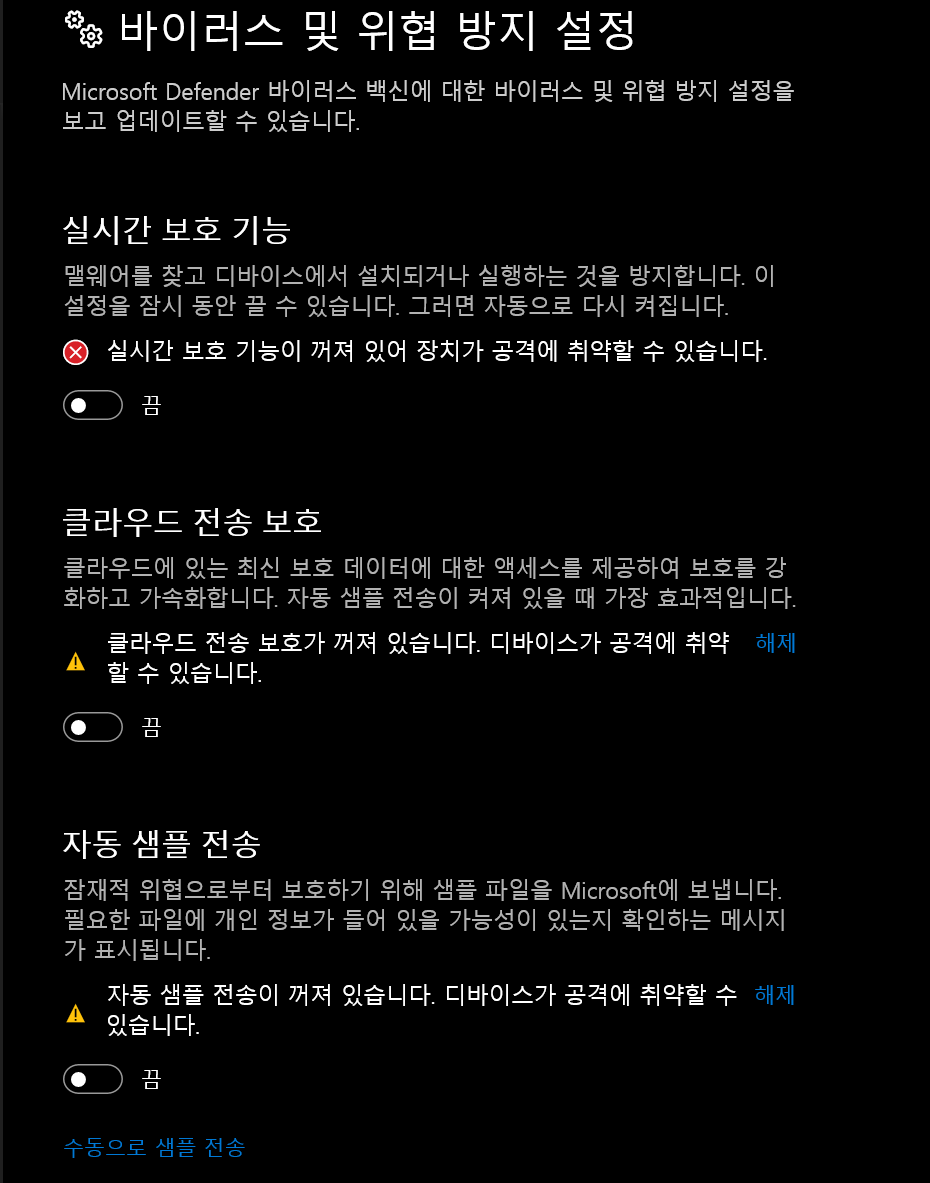 바이러스 및 위협 방지 설정
Microsoft Defender 바이러스 백신에 대한 바이러스 및 위협 방지 설정을
보고 업데이트할 수 있습니다.
실시간 보호 기능
맬웨어를 찾고 디바이스에서 설치되거나 실행하는 것을 방지합니다. 이
설정을 잠시 동안 끌 수 있습니다. 그러면 자동으로 다시 켜집니다.
실시간 보호 기능이 꺼져 있어 장치가 공격에 취약할 수 있습니다.
끔
클라우드 전송 보호
클라우드에 있는 최신 보호 데이터에 대한 액세스를 제공하여 보호를 강
화하고 가속화합니다. 자동 샘플 전송이 켜져 있을 때 가장 효과적입니다.
클라우드 전송 보호가 꺼져 있습니다. 디바이스가 공격에 취약 해제
할 수 있습니다.
끔
자동 샘플 전송
잠재적 위협으로부터 보호하기 위해 샘플 파일을 Microsoft에 보냅니다.
필요한 파일에 개인 정보가 들어 있을 가능성이 있는지 확인하는 메시지
가 표시됩니다.
자동 샘플 전송이 꺼져 있습니다. 디바이스가 공격에 취약할 수 해제
있습니다.
끔
수동으로 샘플 전송